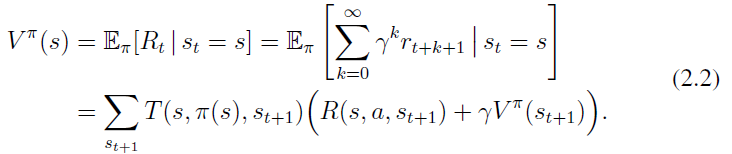 V^π(s) = 𝔼_π[R_t | s_t = s] = 𝔼_π [ ∑_{k=0}^{∞} γ^k r_{t+k+1} | s_t = s ]
= ∑_{s_{t+1}} T(s, π(s), s_{t+1}) ( R(s, a, s_{t+1}) + γV^π(s_{t+1}) ). (2.2)